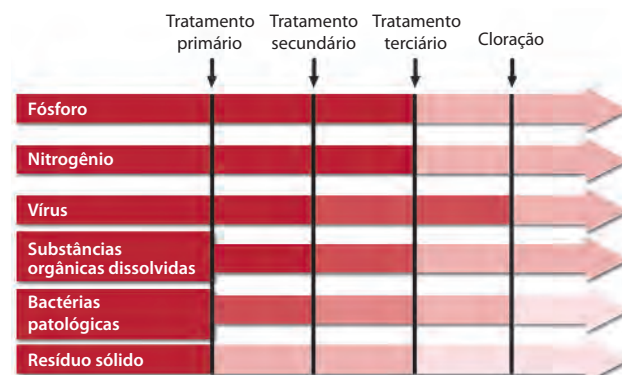 Tratamento
primário
Tratamento
secundário
Tratamento
terciário
Cloração
Fósforo
Nitrogênio
Vírus
Substâncias
orgânicas dissolvidas
Bactérias
patológicas
Resíduo sólido